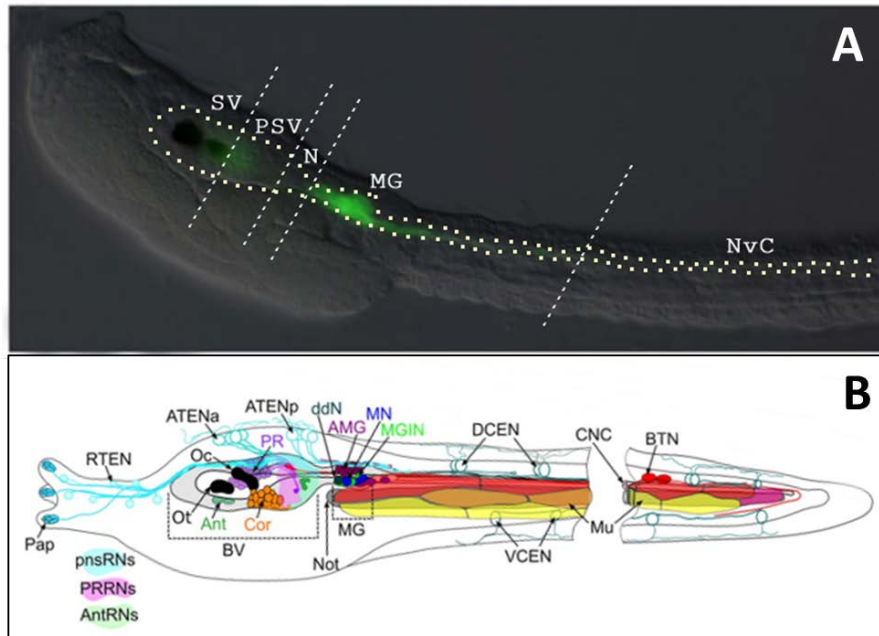 A
SV
PSV
N
MG
NvC
B
ATENa
ATENp
ddN
MN
AMG
MGIN
DCEN
CNC
BTN
RTEN
Oc
PR
Ot
Ant
Cor
Mu
Pap
BV
Not
MG
VCEN
pnsRNs
PRRNs
AntRNs